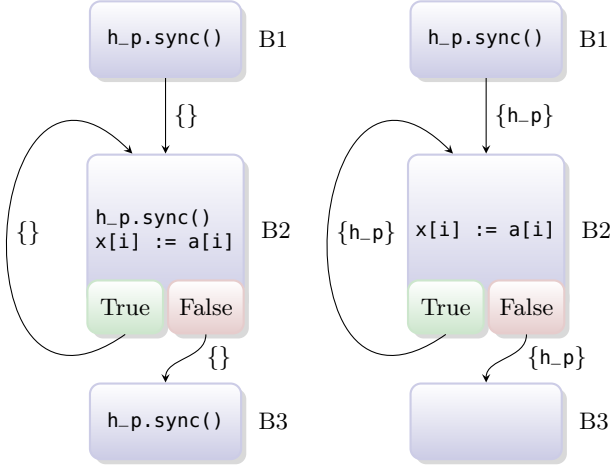 h_p.sync()
B1
{}
{}
h_p.sync()
x[i] := a[i]
B2
True
False
{}
h_p.sync()
B3
h_p.sync()
B1
{h_p}
{h_p}
x[i] := a[i]
B2
True
False
{h_p}
B3